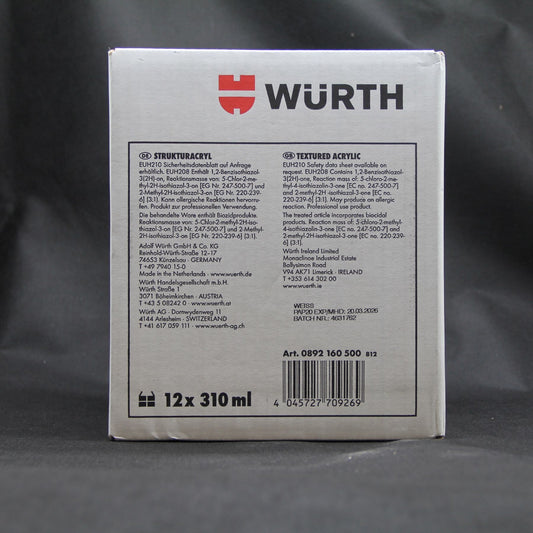 WÜRTH
DE STRUKTURACRYL
EUH210 Sicherheitsdatenblatt auf Anfrage
erhältlich. EUH208 Enthält 1,2-Benzisothiazol-
3(2H)-on, Reaktionsmasse von: 5-Chlor-2-me-
thyl-2H-isothiazol-3-on [EG Nr. 247-500-7] und
2-Methyl-2H-isothiazol-3-on [EG Nr. 220-239-
6] (3:1). Kann allergische Reaktionen hervorru-
fen. Produkt zur professionellen Verwendung.
Die behandelte Ware enthält Biozidprodukte.
Reaktionsmasse von: 5-Chlor-2-methyl-2H-iso-
thiazol-3-on [EG Nr. 247-500-7] und 2-Methyl-
2H-isothiazol-3-on [EG Nr. 220-239-6] (3:1).
Adolf Würth GmbH & Co. KG
Reinhold-Würth-Straße 12–17
74653 Künzelsau · GERMANY
T +49 7940 15-0
Made in the Netherlands · www.wuerth.de
Würth Handelsgesellschaft m.b.H.
Würth Straße 1
3071 Böheimkirchen · AUSTRIA
T +43 5 08242 0 · www.wuerth.at
Würth AG · Dornwydenweg 11
4144 Arlesheim · SWITZERLAND
T +41 617 059 111 · www.wuerth-ag.ch
12 x 310 ml
GB TEXTURED ACRYLIC
EUH210 Safety data sheet available on
request. EUH208 Contains 1,2-Benzisothiazol-
3(2H)-one, Reaction mass of: 5-chloro-2-me-
thyl-4-isothiazolin-3-one [EC no. 247-500-7]
and 2-methyl-2H-isothiazol-3-one [EC no. 220-
239-6] (3:1). May produce an allergic
reaction. Professional use product.
The treated article incorporates biocidal
products. Reaction mass of: 5-chloro-2-methyl-
4-isothiazolin-3-one [EC no. 247-500-7] and
2-methyl-2H-isothiazol-3-one [EC no. 220-239-
6] (3:1).
Würth Ireland Limited
Monaclinoe Industrial Estate
Ballysimon Road
V94 AK71 Limerick · IRELAND
T +353 614 302 00
www.wuerth.ie
WEISS
PAP20 EXP/MHD: 20.03.2026
BATCH NR.: 4631762
Art. 0892 160 500 812
4 045727 709269